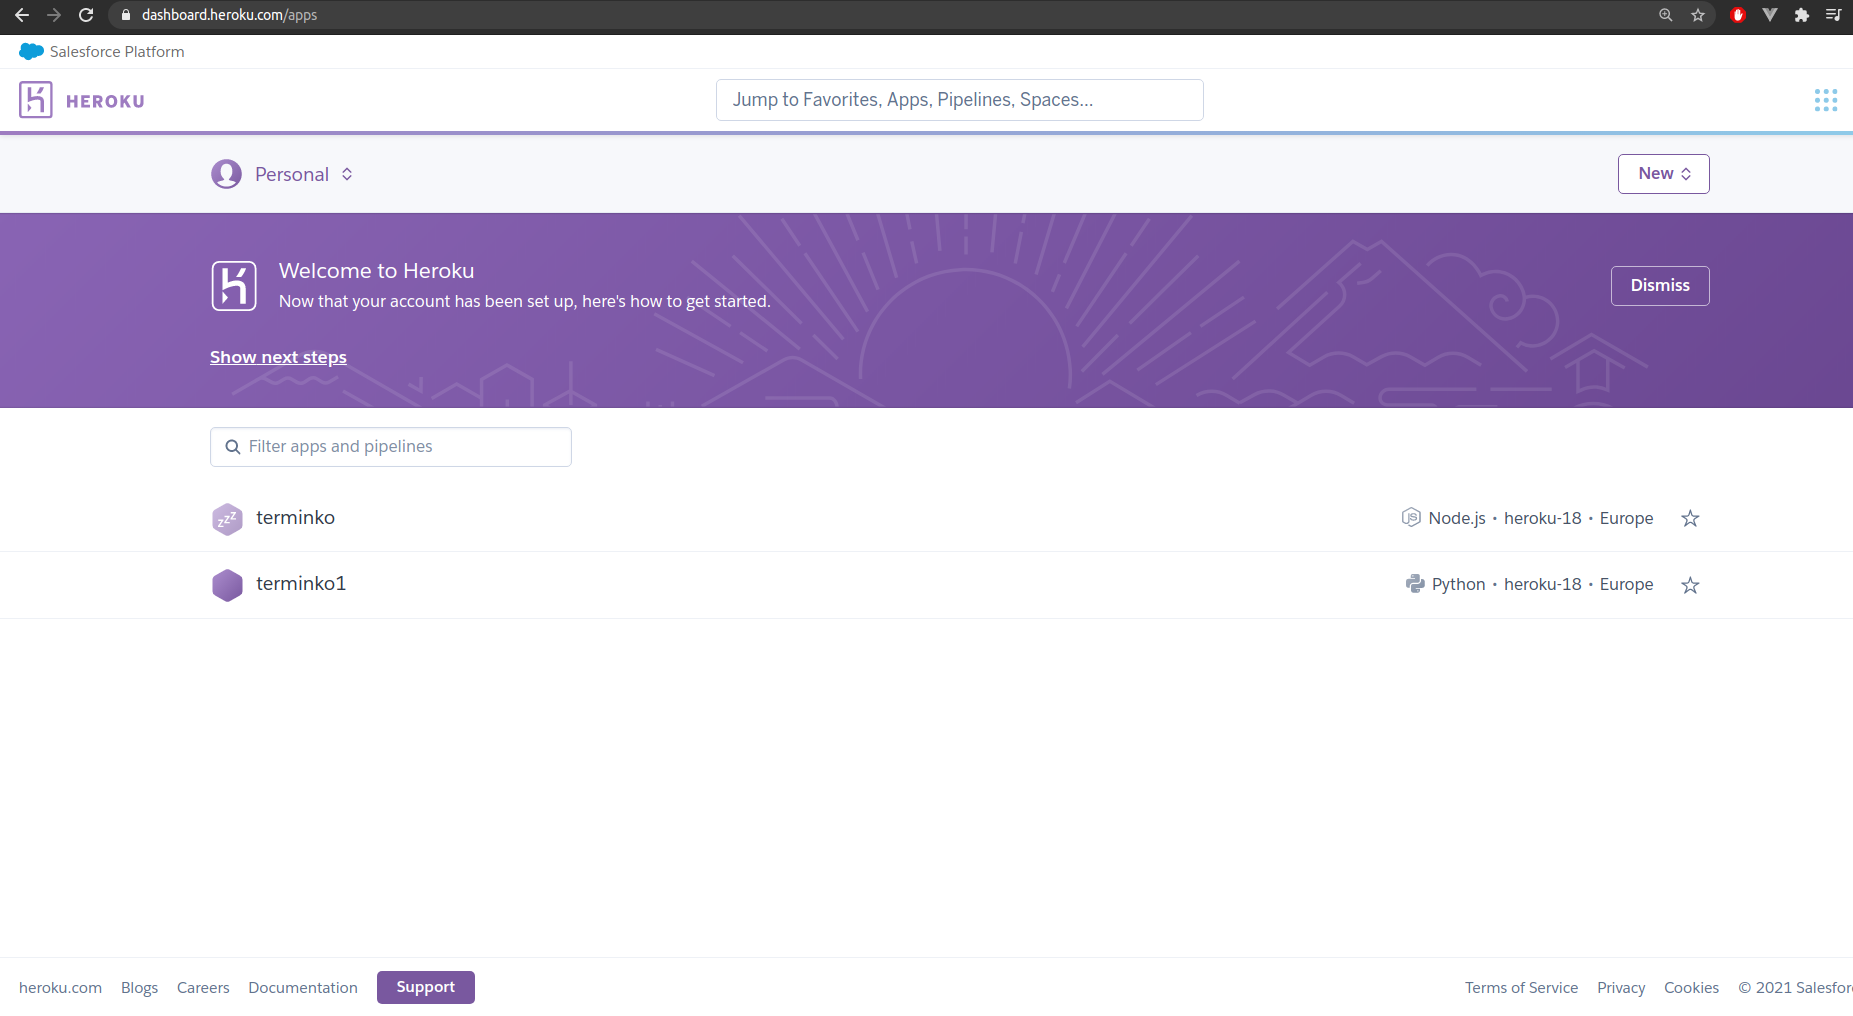 dashboard.heroku.com/apps
Salesforce Platform
HEROKU
Jump to Favorites, Apps, Pipelines, Spaces...
Personal
New
Welcome to Heroku
Now that your account has been set up, here's how to get started.
Dismiss
Show next steps
Filter apps and pipelines
zzz terminko
JS Node.js • heroku-18 • Europe
terminko1
Python • heroku-18 • Europe
heroku.com Blogs Careers Documentation Support
Terms of Service Privacy Cookies © 2021 Salesfor